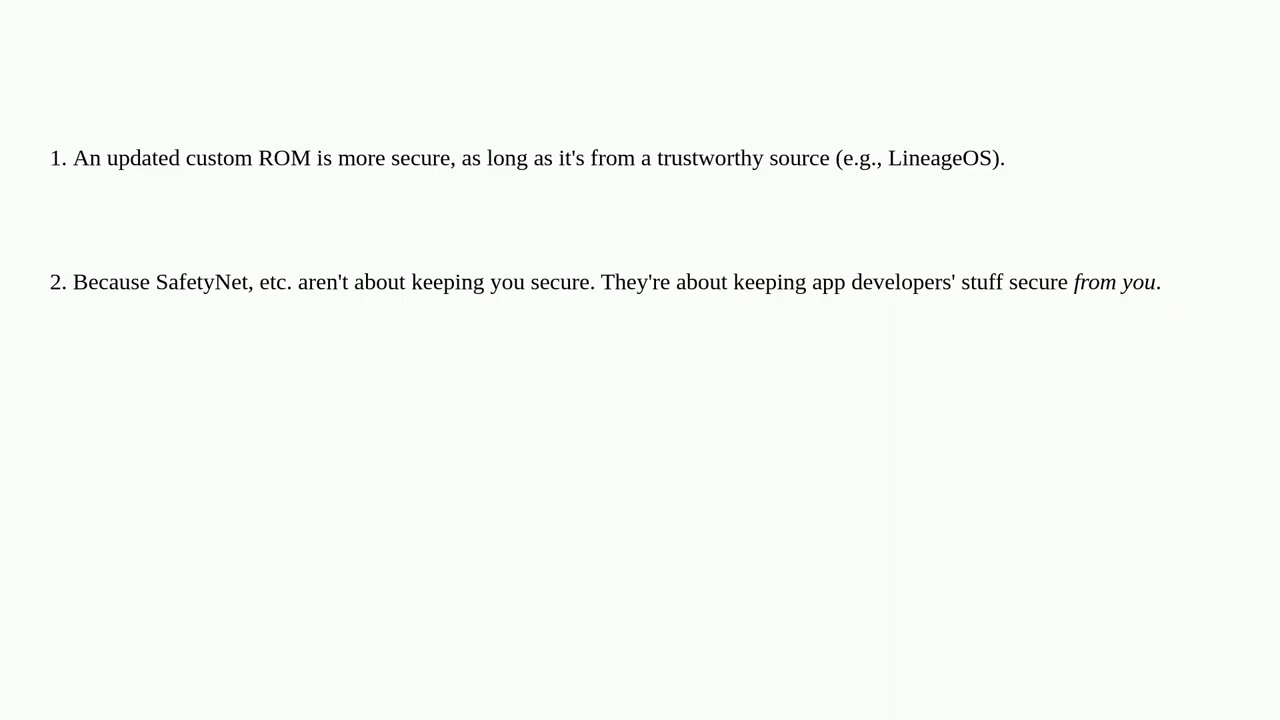 1. An updated custom ROM is more secure, as long as it's from a trustworthy source (e.g., LineageOS).
2. Because SafetyNet, etc. aren't about keeping you secure. They're about keeping app developers' stuff secure from you.